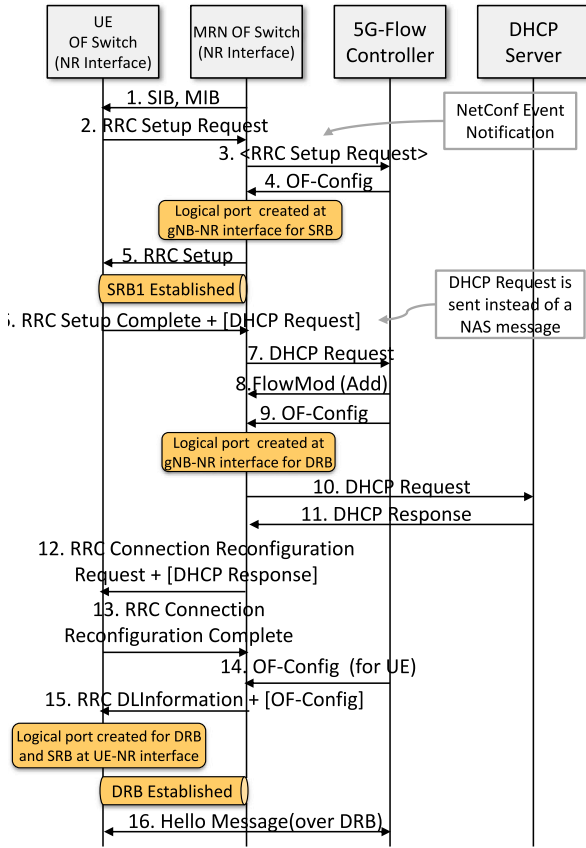 UE
OF Switch
(NR Interface)
MRN OF Switch
(NR Interface)
5G-Flow
Controller
DHCP
Server
1. SIB, MIB
NetConf Event
Notification
2. RRC Setup Request
3. <RRC Setup Request>
4. OF-Config
Logical port created at
gNB-NR interface for SRB
5. RRC Setup
SRB1 Established
DHCP Request is
sent instead of a
NAS message
. RRC Setup Complete + [DHCP Request]
7. DHCP Request
8.FlowMod (Add)
9. OF-Config
Logical port created at
gNB-NR interface for DRB
10. DHCP Request
11. DHCP Response
12. RRC Connection Reconfiguration
Request + [DHCP Response]
13. RRC Connection
Reconfiguration Complete
14. OF-Config (for UE)
15. RRC DLInformation + [OF-Config]
Logical port created for DRB
and SRB at UE-NR interface
DRB Established
16. Hello Message(over DRB)